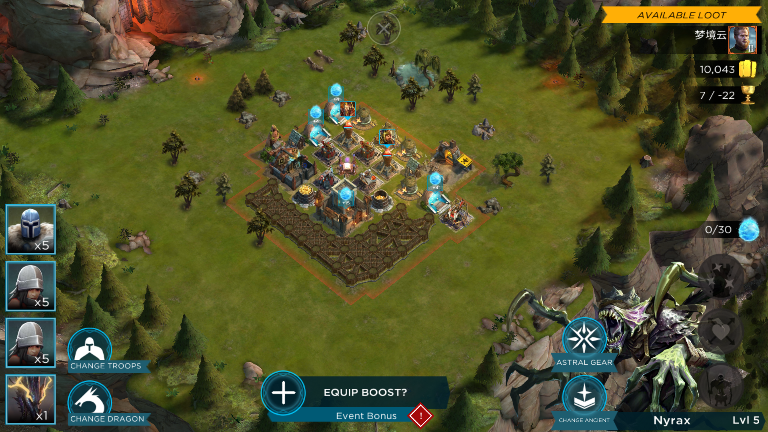 AVAILABLE LOOT
梦境云
10,043
7 / -22
0/30
x5
x5
x5
x1
CHANGE TROOPS
CHANGE DRAGON
EQUIP BOOST?
Event Bonus
ASTRAL GEAR
CHANGE ANCIENT
Nyrax
Lvl 5